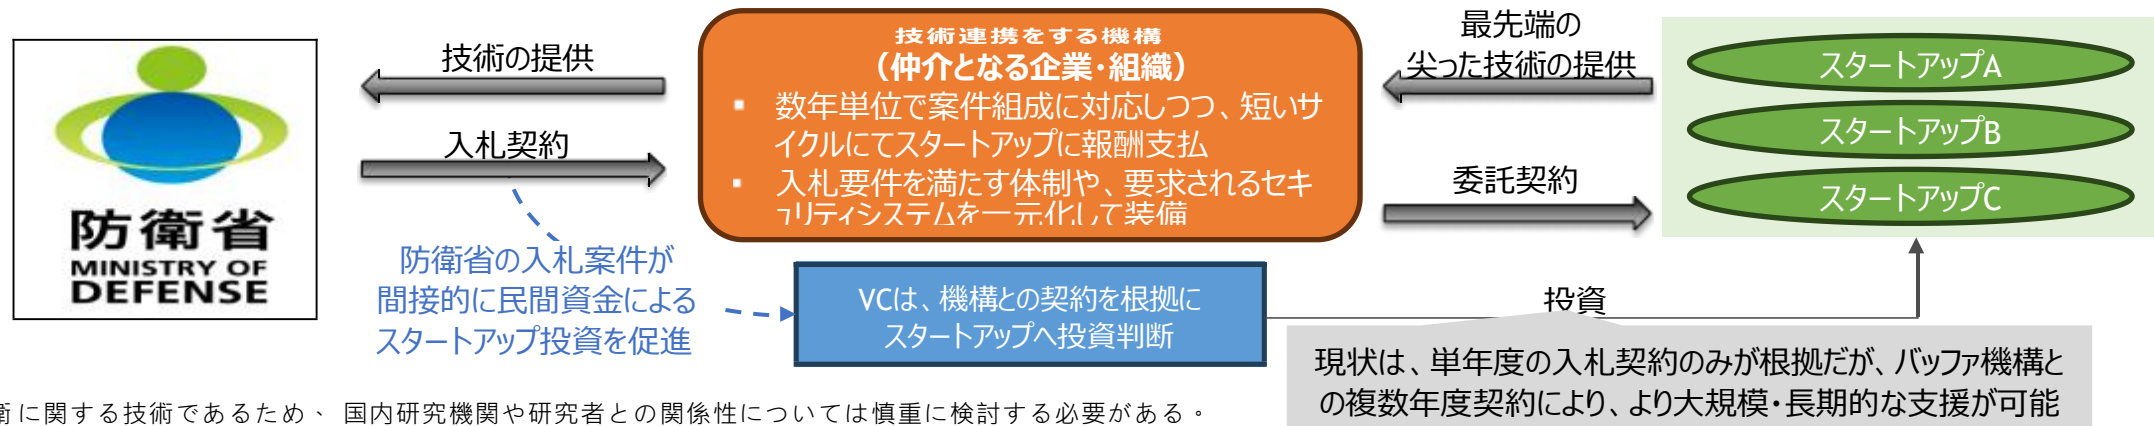 防衛省
MINISTRY OF
DEFENSE
技術の提供
入札契約
技術連携をする機構
（仲介となる企業・組織）
▪ 数年単位で案件組成に対応しつつ、短いサ
イクルにてスタートアップに報酬支払
▪ 入札要件を満たす体制や、要求されるセキ
ュリティシステムを一元化して装備
最先端の
尖った技術の提供
委託契約
スタートアップA
スタートアップB
スタートアップC
防衛省の入札案件が
間接的に民間資金による
スタートアップ投資を促進
VCは、機構との契約を根拠に
スタートアップへ投資判断
投資
現状は、単年度の入札契約のみが根拠だが、バッファ機構と
の複数年度契約により、より大規模・長期的な支援が可能
衛に関する技術であるため、 国内研究機関や研究者との関係性については慎重に検討する必要がある。